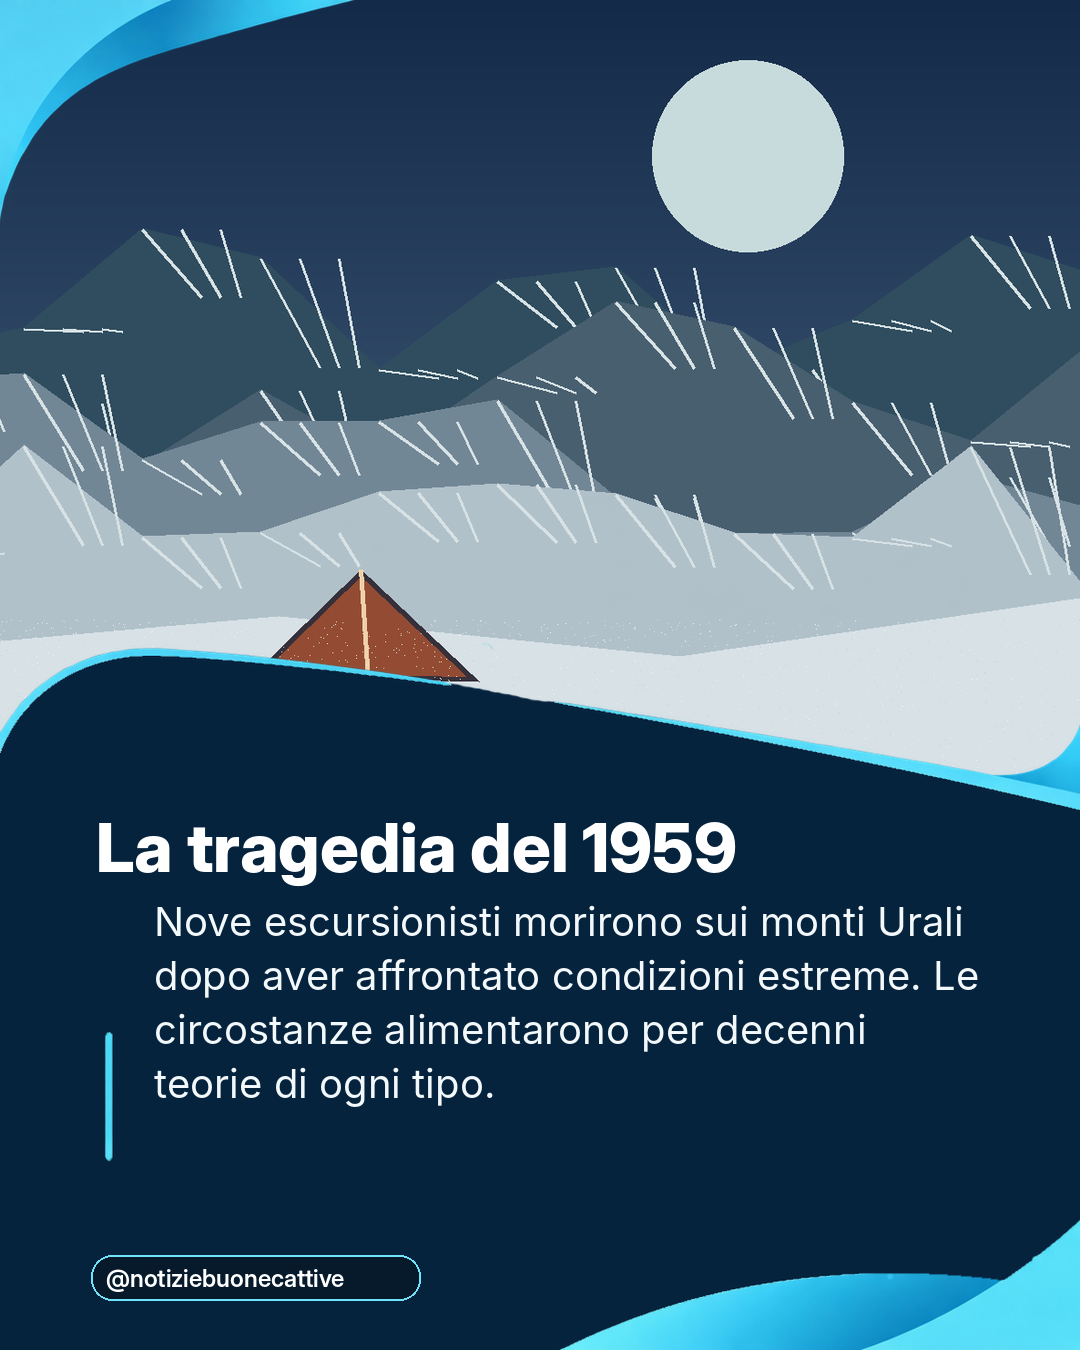 La tragedia del 1959
Nove escursionisti morirono sui monti Urali
dopo aver affrontato condizioni estreme. Le
circostanze alimentarono per decenni
teorie di ogni tipo.
@notiziebuonecattive